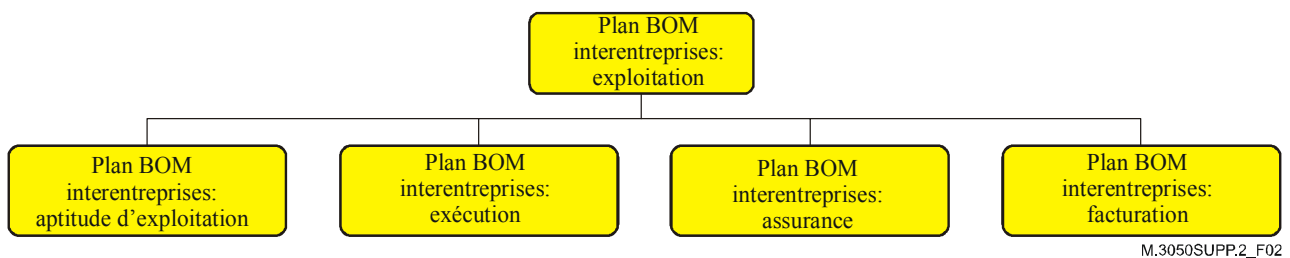 Plan BOM
interentreprises:
exploitation
Plan BOM
interentreprises:
aptitude d'exploitation
Plan BOM
interentreprises:
exécution
Plan BOM
interentreprises:
assurance
Plan BOM
interentreprises:
facturation
M.3050SUPP.2_F02